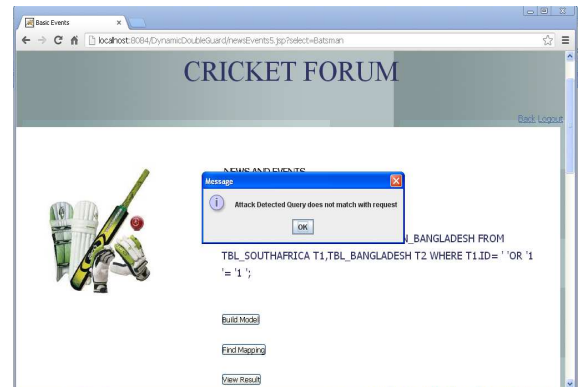 Basic Events
localhost:8084/DynamicDoubleGuard/newsEvents5.jsp?select=Batsman
CRICKET FORUM
Back Logout
NEWS AND EVENTS
Message
Attack Detected Query does not match with request
OK
N_BANGLADESH FROM
TBL_SOUTHAFRICA T1,TBL_BANGLADESH T2 WHERE T1.ID= ' 'OR '1
'= '1 ';
Build Model
Find Mapping
View Result